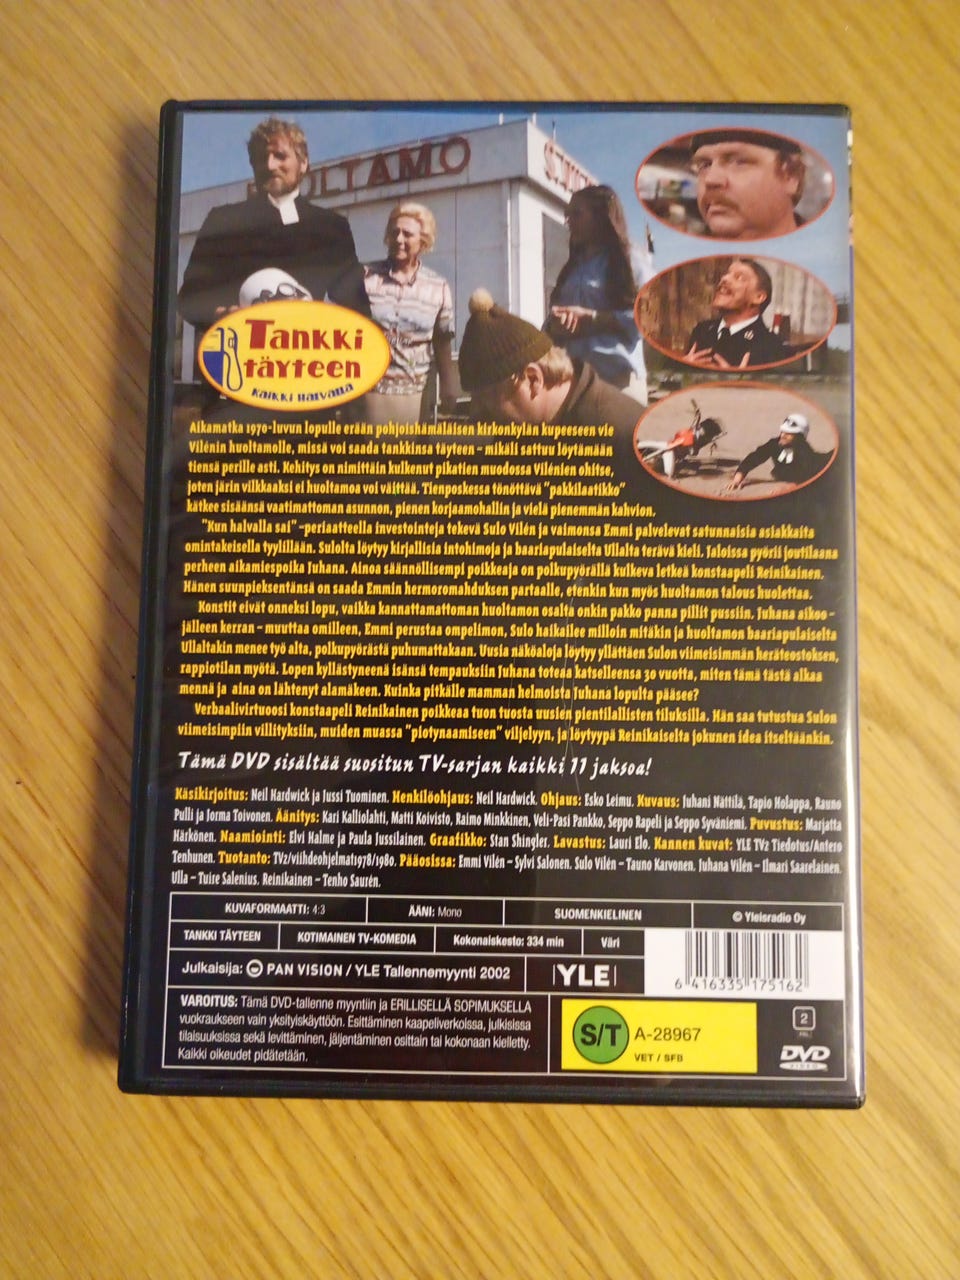 OLTAMO
Tankki
täyteen
kaikki halvalla
Aikamatka 1970-luvun lopulle erään pohjoishämäläisen kirkonkylän kupeeseen vie
Vilénin huoltamolle, missä voi saada tankkinsa täyteen – mikäli sattuu löytämään
tiensä perille asti. Kehitys on nimittäin kulkenut pikatien muodossa Vilénien ohitse,
joten järin vilkkaaksi ei huoltamoa voi väittää. Tienposkessa tönöttävä "pakkilaatikko"
kätkee sisäänsä vaatimattoman asunnon, pienen korjaamohallin ja vielä pienemmän kahvion.
"Kun halvalla sai" –periaatteella investointeja tekevä Sulo Vilén ja vaimonsa Emmi palvelevat satunnaisia asiakkaita
omintakeisella tyylillään. Sulolta löytyy kirjallisia intohimoja ja baariapulaiselta Ullalta terävä kieli. Jaloissa pyörii joutilaana
perheen aikamiespoika Juhana. Ainoa säännöllisempi poikkeaja on polkupyörällä kulkeva letkeä konstaapeli Reinikainen.
Hänen suunpieksentänsä on saada Emmin hermoromahduksen partaalle, etenkin kun myös huoltamon talous huolettaa.
Konstit eivät onneksi lopu, vaikka kannattamattoman huoltamon osalta onkin pakko panna pillit pussiin. Juhana aikoo –
jälleen kerran – muuttaa omilleen, Emmi perustaa ompelimon, Sulo haikailee milloin mitäkin ja huoltamon baariapulaiselta
Ullaltakin menee työ alta, polkupyörästä puhumattakaan. Uusia näköaloja löytyy yllättäen Sulon viimeisimmän heräteostoksen,
rappiotilan myötä. Lopen kyllästyneenä isänsä tempauksiin Juhana toteaa katselleensa 30 vuotta, miten tämä tästä alkaa
mennä ja aina on lähtenyt alamäkeen. Kuinka pitkälle mamman helmoista Juhana lopulta pääsee?
Verbaalivirtuoosi konstaapeli Reinikainen poikkeaa tuon tuosta uusien pientilallisten tiluksilla. Hän saa tutustua Sulon
viimeisimpiin villityksiin, muiden muassa "piotynaamiseen" viljelyyn, ja löytyypä Reinikaiselta jokunen idea itseltäänkin.
Tämä DVD sisältää suositun TV-sarjan kaikki 11 jaksoa!
Käsikirjoitus: Neil Hardwick ja Jussi Tuominen. Henkilöohjaus: Neil Hardwick. Ohjaus: Esko Leimu. Kuvaus: Juhani Nättilä, Tapio Holappa, Rauno
Pulli ja Jorma Toivonen. Äänitys: Kari Kalliolahti, Matti Koivisto, Raimo Minkkinen, Veli-Pasi Pankko, Seppo Rapeli ja Seppo Syväniemi. Puvustus: Marjatta
Härkönen. Naamiointi: Elvi Halme ja Paula Jussilainen. Graafikko: Stan Shingler. Lavastus: Lauri Elo. Kannen kuvat: YLE TV2 Tiedotus/Antero
Tenhunen. Tuotanto: TV2/viihdeohjelmat1978/1980. Pääosissa: Emmi Vilén – Sylvi Salonen. Sulo Vilén – Tauno Karvonen. Juhana Vilén – Ilmari Saarelainen.
Ulla – Tuire Salenius. Reinikainen – Tenho Saurén.
KUVAFORMAATTI: 4:3 ÄÄNI: Mono SUOMENKIELINEN © Yleisradio Oy
TANKKI TÄYTEEN KOTIMAINEN TV-KOMEDIA Kokonaiskesto: 334 min Väri
Julkaisija: PAN VISION / YLE Tallennemyynti 2002 YLE
6 416335 175162
VAROITUS: Tämä DVD-tallenne myyntiin ja ERILLISELLÄ SOPIMUKSELLA
vuokraukseen vain yksityiskäyttöön. Esittäminen kaapeliverkoissa, julkisissa
tilaisuuksissa sekä levittäminen, jäljentäminen osittain tai kokonaan kielletty.
Kaikki oikeudet pidätetään.
S/T A-28967
VET / SFB
2
PAL
DVD
VIDEO